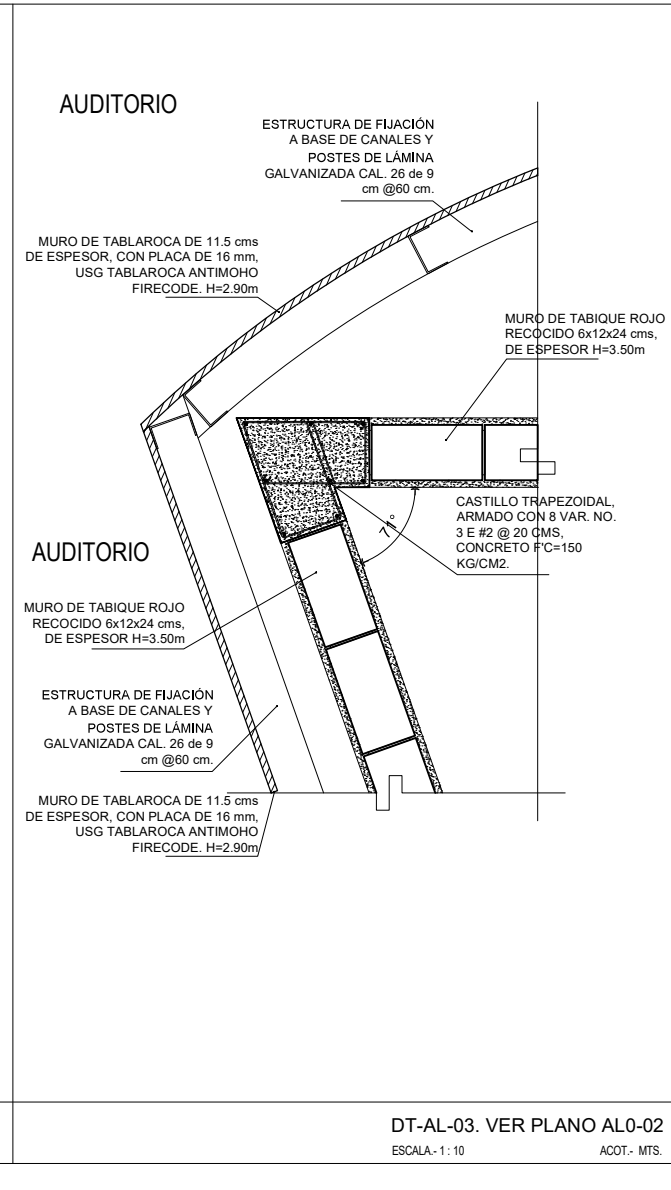 AUDITORIO
ESTRUCTURA DE FIJACIÓN
A BASE DE CANALES Y
POSTES DE LÁMINA
GALVANIZADA CAL. 26 de 9
cm @60 cm.
MURO DE TABLAROCA DE 11.5 cms
DE ESPESOR, CON PLACA DE 16 mm,
USG TABLAROCA ANTIMOHO
FIRECODE. H=2.90m
MURO DE TABIQUE ROJO
RECOCIDO 6x12x24 cms,
DE ESPESOR H=3.50m
CASTILLO TRAPEZOIDAL,
ARMADO CON 8 VAR. NO.
3 E #2 @ 20 CMS,
CONCRETO F'C=150
KG/CM2.
71°
AUDITORIO
MURO DE TABIQUE ROJO
RECOCIDO 6x12x24 cms,
DE ESPESOR H=3.50m
ESTRUCTURA DE FIJACIÓN
A BASE DE CANALES Y
POSTES DE LÁMINA
GALVANIZADA CAL. 26 de 9
cm @60 cm.
MURO DE TABLAROCA DE 11.5 cms
DE ESPESOR, CON PLACA DE 16 mm,
USG TABLAROCA ANTIMOHO
FIRECODE. H=2.90m
DT-AL-03. VER PLANO AL0-02
ESCALA.- 1 : 10 ACOT.- MTS.